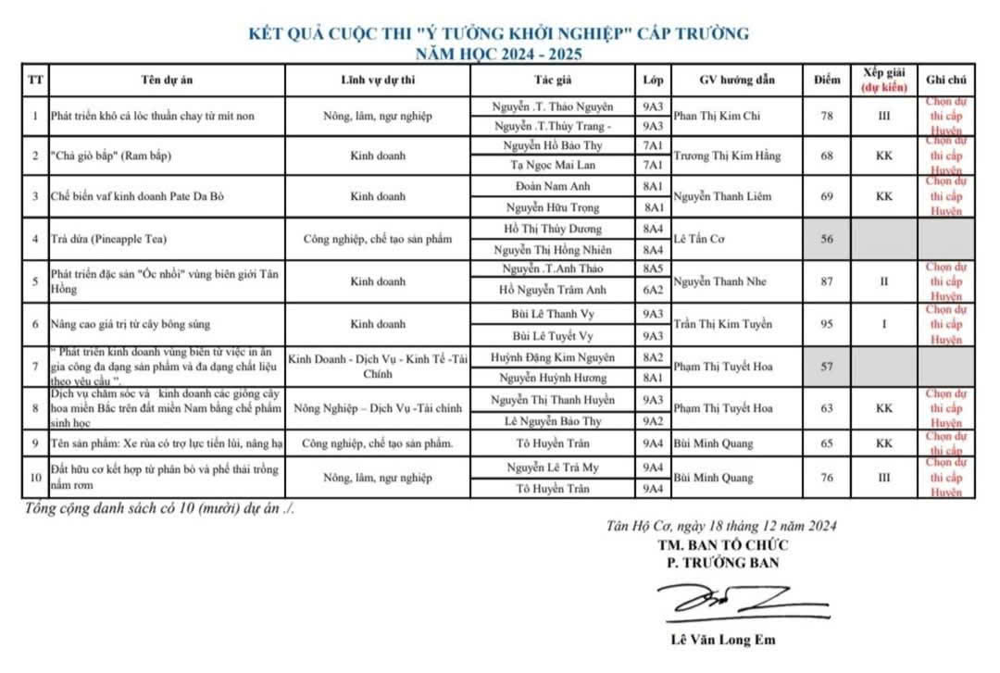 KẾT QUẢ CUỘC THI "Ý TƯỞNG KHỞI NGHIỆP" CẤP TRƯỜNG
NĂM HỌC 2024 - 2025
TT Tên dự án Lĩnh vự dự thi Tác giả Lớp GV hướng dẫn Điểm Xếp giải (dự kiến) Ghi chú
1 Phát triển khô cá lóc thuần chay từ mít non Nông, lâm, ngư nghiệp Nguyễn .T. Thảo Nguyên 9A3 Phan Thị Kim Chi 78 III Chọn dự thi cấp Huyện
Nguyễn .T.Thùy Trang - 9A3
2 "Chả giò bắp" (Ram bắp) Kinh doanh Nguyễn Hồ Bảo Thy 7A1 Trương Thị Kim Hằng 68 KK Chọn dự thi cấp Huyện
Tạ Ngọc Mai Lan 7A1
3 Chế biến vaf kinh doanh Pate Da Bò Kinh doanh Đoàn Nam Anh 8A1 Nguyễn Thanh Liêm 69 KK Chọn dự thi cấp Huyện
Nguyễn Hữu Trọng 8A1
4 Trà dứa (Pineapple Tea) Công nghiệp, chế tạo sản phẩm Hồ Thị Thùy Dương 8A4 Lê Tấn Cơ 56
Nguyễn Thị Hồng Nhiên 8A4
5 Phát triển đặc sản "Ốc nhồi" vùng biên giới Tân Hồng Kinh doanh Nguyễn .T.Anh Thảo 8A5 Nguyễn Thanh Nhe 87 II Chọn dự thi cấp Huyện
Hồ Nguyễn Trâm Anh 6A2
6 Nâng cao giá trị từ cây bông súng Kinh doanh Bùi Lê Thanh Vy 9A3 Trần Thị Kim Tuyền 95 I Chọn dự thi cấp Huyện
Bùi Lê Tuyết Vy 9A3
7 " Phát triển kinh doanh vùng biên từ việc in ấn gia công đa dạng sản phẩm và đa dạng chất liệu theo yêu cầu ". Kinh Doanh - Dịch Vụ - Kinh Tế -Tài Chính Huỳnh Đặng Kim Nguyên 8A2 Phạm Thị Tuyết Hoa 57
Nguyễn Huỳnh Hương 8A1
8 Dịch vụ chăm sóc và kinh doanh các giống cây hoa miền Bắc trên đất miền Nam bằng chế phẩm sinh học Nông Nghiệp – Dịch Vụ -Tài chính Nguyễn Thị Thanh Huyền 9A3 Phạm Thị Tuyết Hoa 63 KK Chọn dự thi cấp Huyện
Lê Nguyễn Bảo Thy 9A2
9 Tên sản phẩm: Xe rùa có trợ lực tiến lùi, nâng hạ Công nghiệp, chế tạo sản phẩm. Tô Huyền Trân 9A4 Bùi Minh Quang 65 KK Chọn dự thi cấp
10 Đất hữu cơ kết hợp từ phân bò và phế thải trồng nấm rơm Nông, lâm, ngư nghiệp Nguyễn Lê Trà My 9A4 Bùi Minh Quang 76 III Chọn dự thi cấp Huyện
Tô Huyền Trân 9A4
Tổng cộng danh sách có 10 (mười) dự án ./.
Tân Hộ Cơ, ngày 18 tháng 12 năm 2024
TM. BAN TỔ CHỨC
P. TRƯỞNG BAN
Lê Văn Long Em